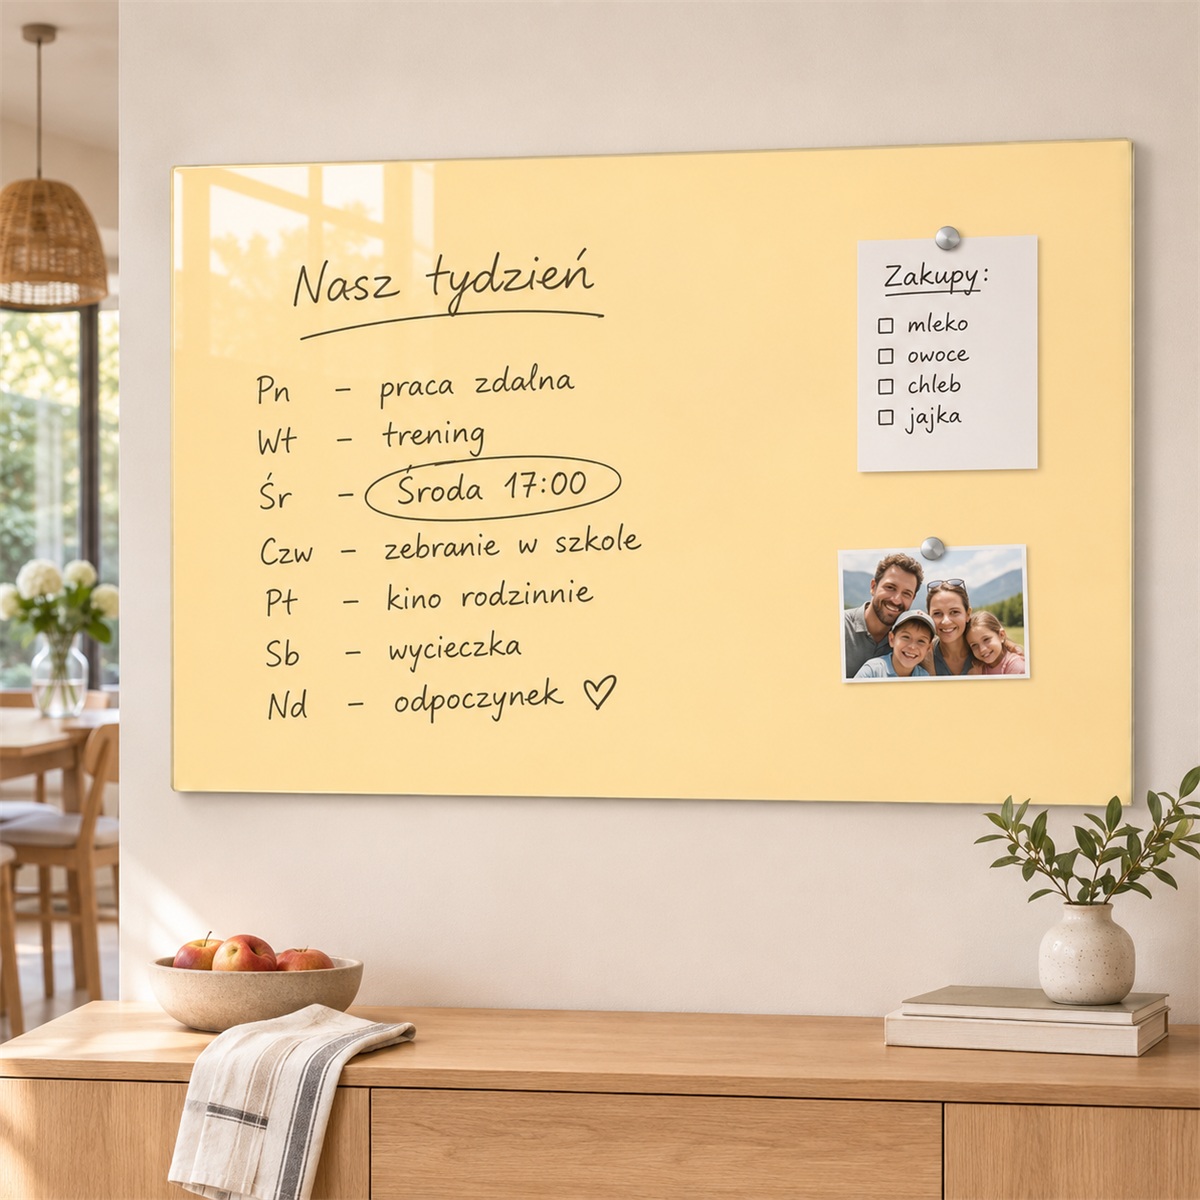 Nasz tydzień
Pn – praca zdalna
Wt – trening
Śr – Środa 17:00
Czw – zebranie w szkole
Pt – kino rodzinnie
Sb – wycieczka
Nd – odpoczynek ♡
Zakupy:
☐ mleko
☐ owoce
☐ chleb
☐ jajka